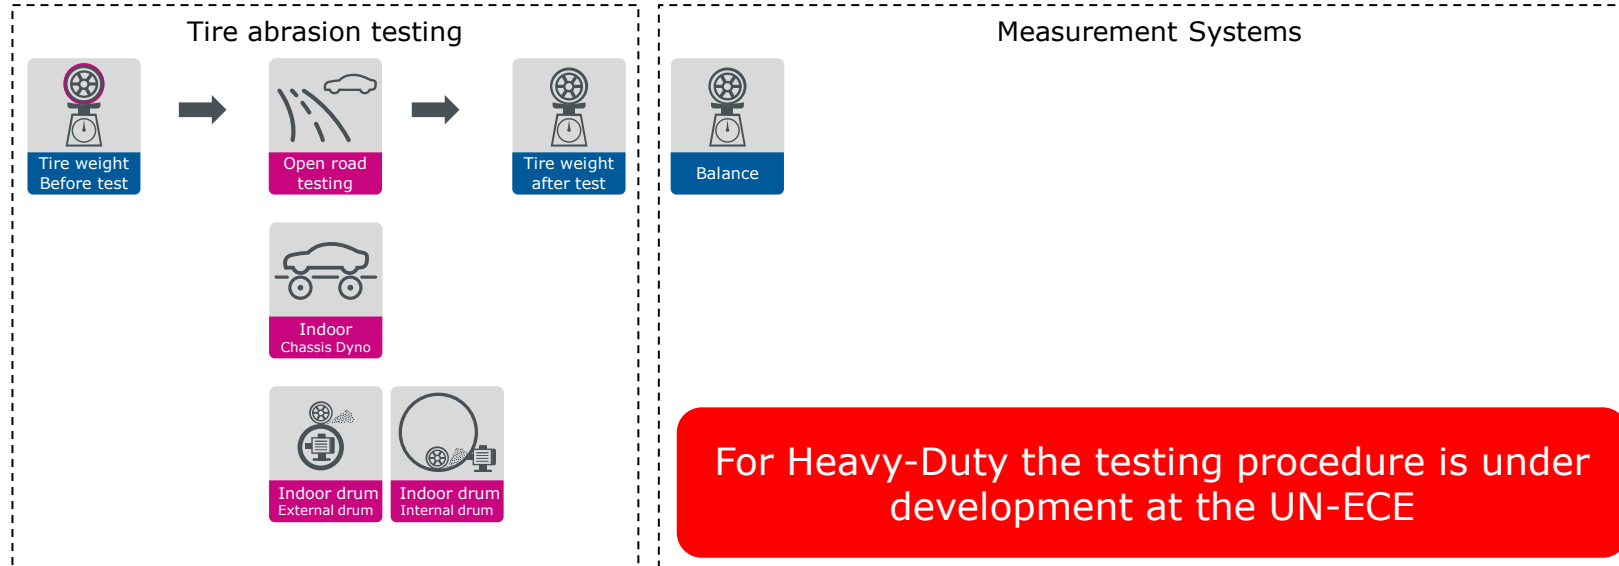 Tire abrasion testing
Tire weight
Before test
Open road
testing
Tire weight
after test
Indoor
Chassis Dyno
Indoor drum
External drum
Indoor drum
Internal drum
Measurement Systems
Balance
For Heavy-Duty the testing procedure is under
development at the UN-ECE